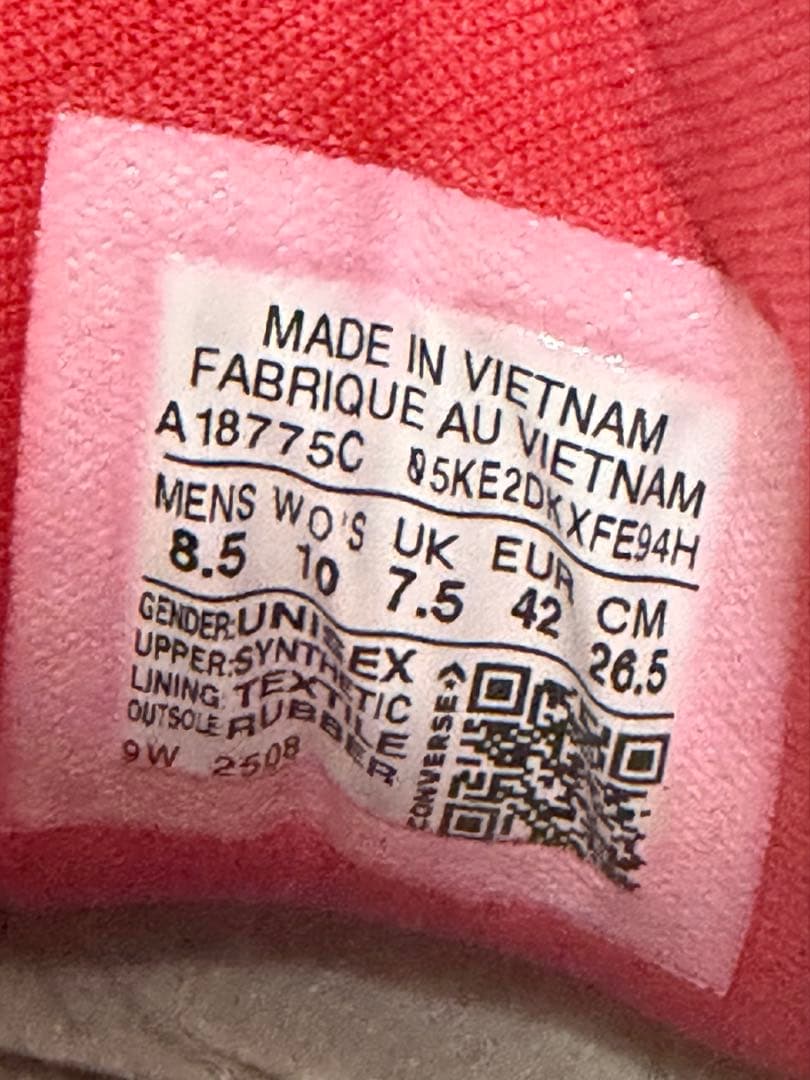 MADE IN VIETNAM
FABRIQUE AU VIETNAM
A18775C
MENS WO'S UK EUR CM
8.5 10 7.5 42 26.5
GENDER:UNISEX
UPPER:SYNTHETIC
LINING: TEXTILE
OUTSOLE RUBBER
9W 2508
CONVERSE